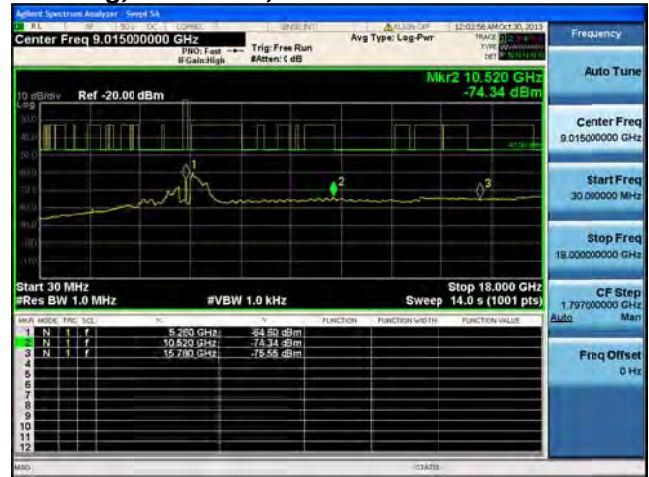 Agilent Spectrum Analyzer - Swept SA
Center Freq 9.015000000 GHz
PNO: Fast
IFGain:High
Trig: Free Run
Avg Type: Log-Pwr
12:02:56 AM Oct 30, 2013
TRACE
TYPE
DET
Frequency
Mkr2 10.520 GHz
-74.34 dBm
10 dB/div Ref -20.00 dBm
Log
Auto Tune
Center Freq
9.015000000 GHz
Start Freq
30.000000 MHz
Stop Freq
18.000000000 GHz
CF Step
1.797000000 GHz
Auto Man
Freq Offset
0 Hz
1
2
3
Start 30 MHz
Stop 18.000 GHz
#Res BW 1.0 MHz
#VBW 1.0 kHz
Sweep 14.0 s (1001 pts)
MKR MODE TRC SCL X Y FUNCTION FUNCTION WIDTH FUNCTION VALUE
1 N 1 f 5.260 GHz -64.60 dBm
2 N 1 f 10.520 GHz -74.34 dBm
3 N 1 f 15.780 GHz -75.55 dBm
4
5
6
7
8
9
10
11
12
MSG
STATUS